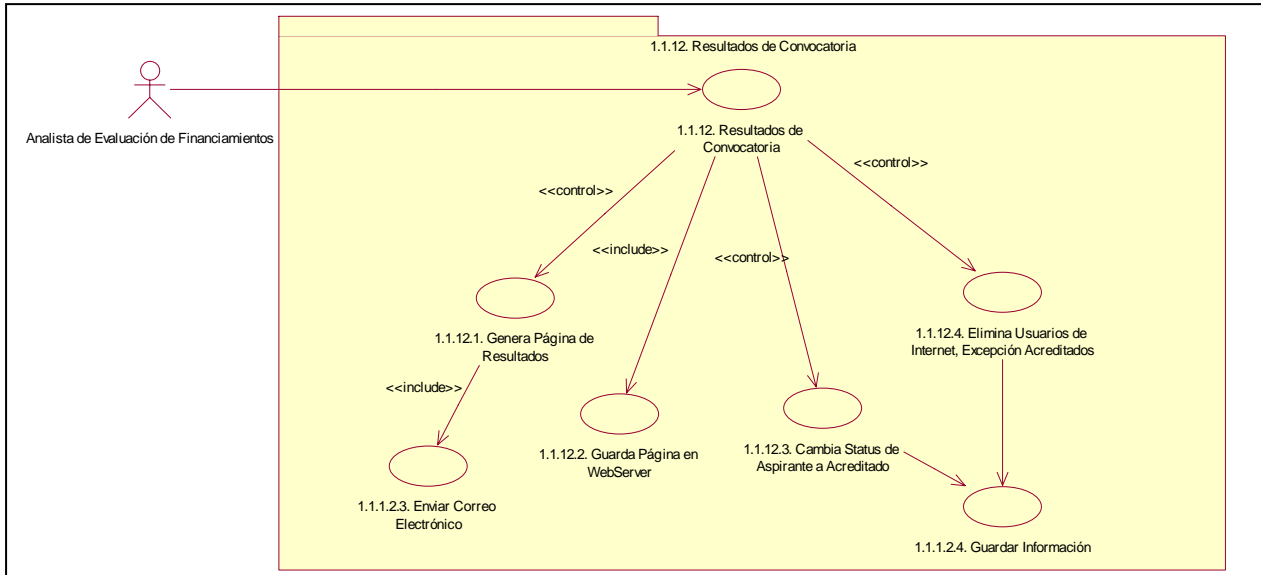 1.1.12. Resultados de Convocatoria
Analista de Evaluación de Financiamientos
1.1.12. Resultados de
Convocatoria
<<control>>
<<control>>
<<include>>
<<control>>
1.1.12.1. Genera Página de
Resultados
1.1.12.4. Elimina Usuarios de
Internet, Excepción Acreditados
<<include>>
1.1.12.2. Guarda Página en
WebServer
1.1.12.3. Cambia Status de
Aspirante a Acreditado
1.1.1.2.3. Enviar Correo
Electrónico
1.1.1.2.4. Guardar Información